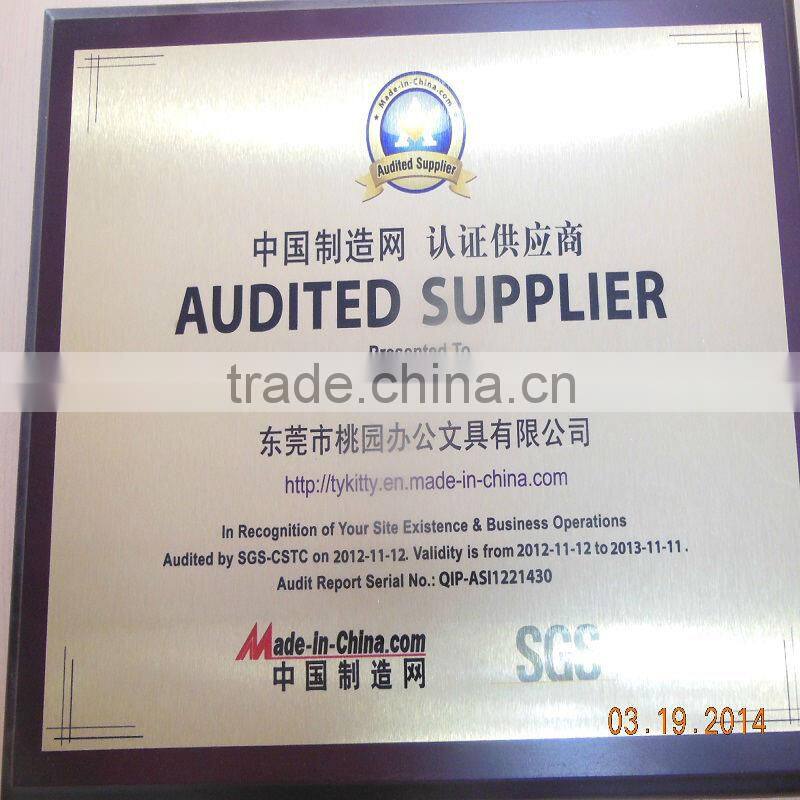 Made-in-China.com
Audited Supplier
中国制造网 认证供应商
AUDITED SUPPLIER
Presented To
trade.china.cn
东莞市桃园办公文具有限公司
http://tykitty.en.made-in-china.com
In Recognition of Your Site Existence & Business Operations
Audited by SGS-CSTC on 2012-11-12. Validity is from 2012-11-12 to 2013-11-11.
Audit Report Serial No.: QIP-ASI1221430
Made-in-China.com
中国制造网
SGS
03.19.2014